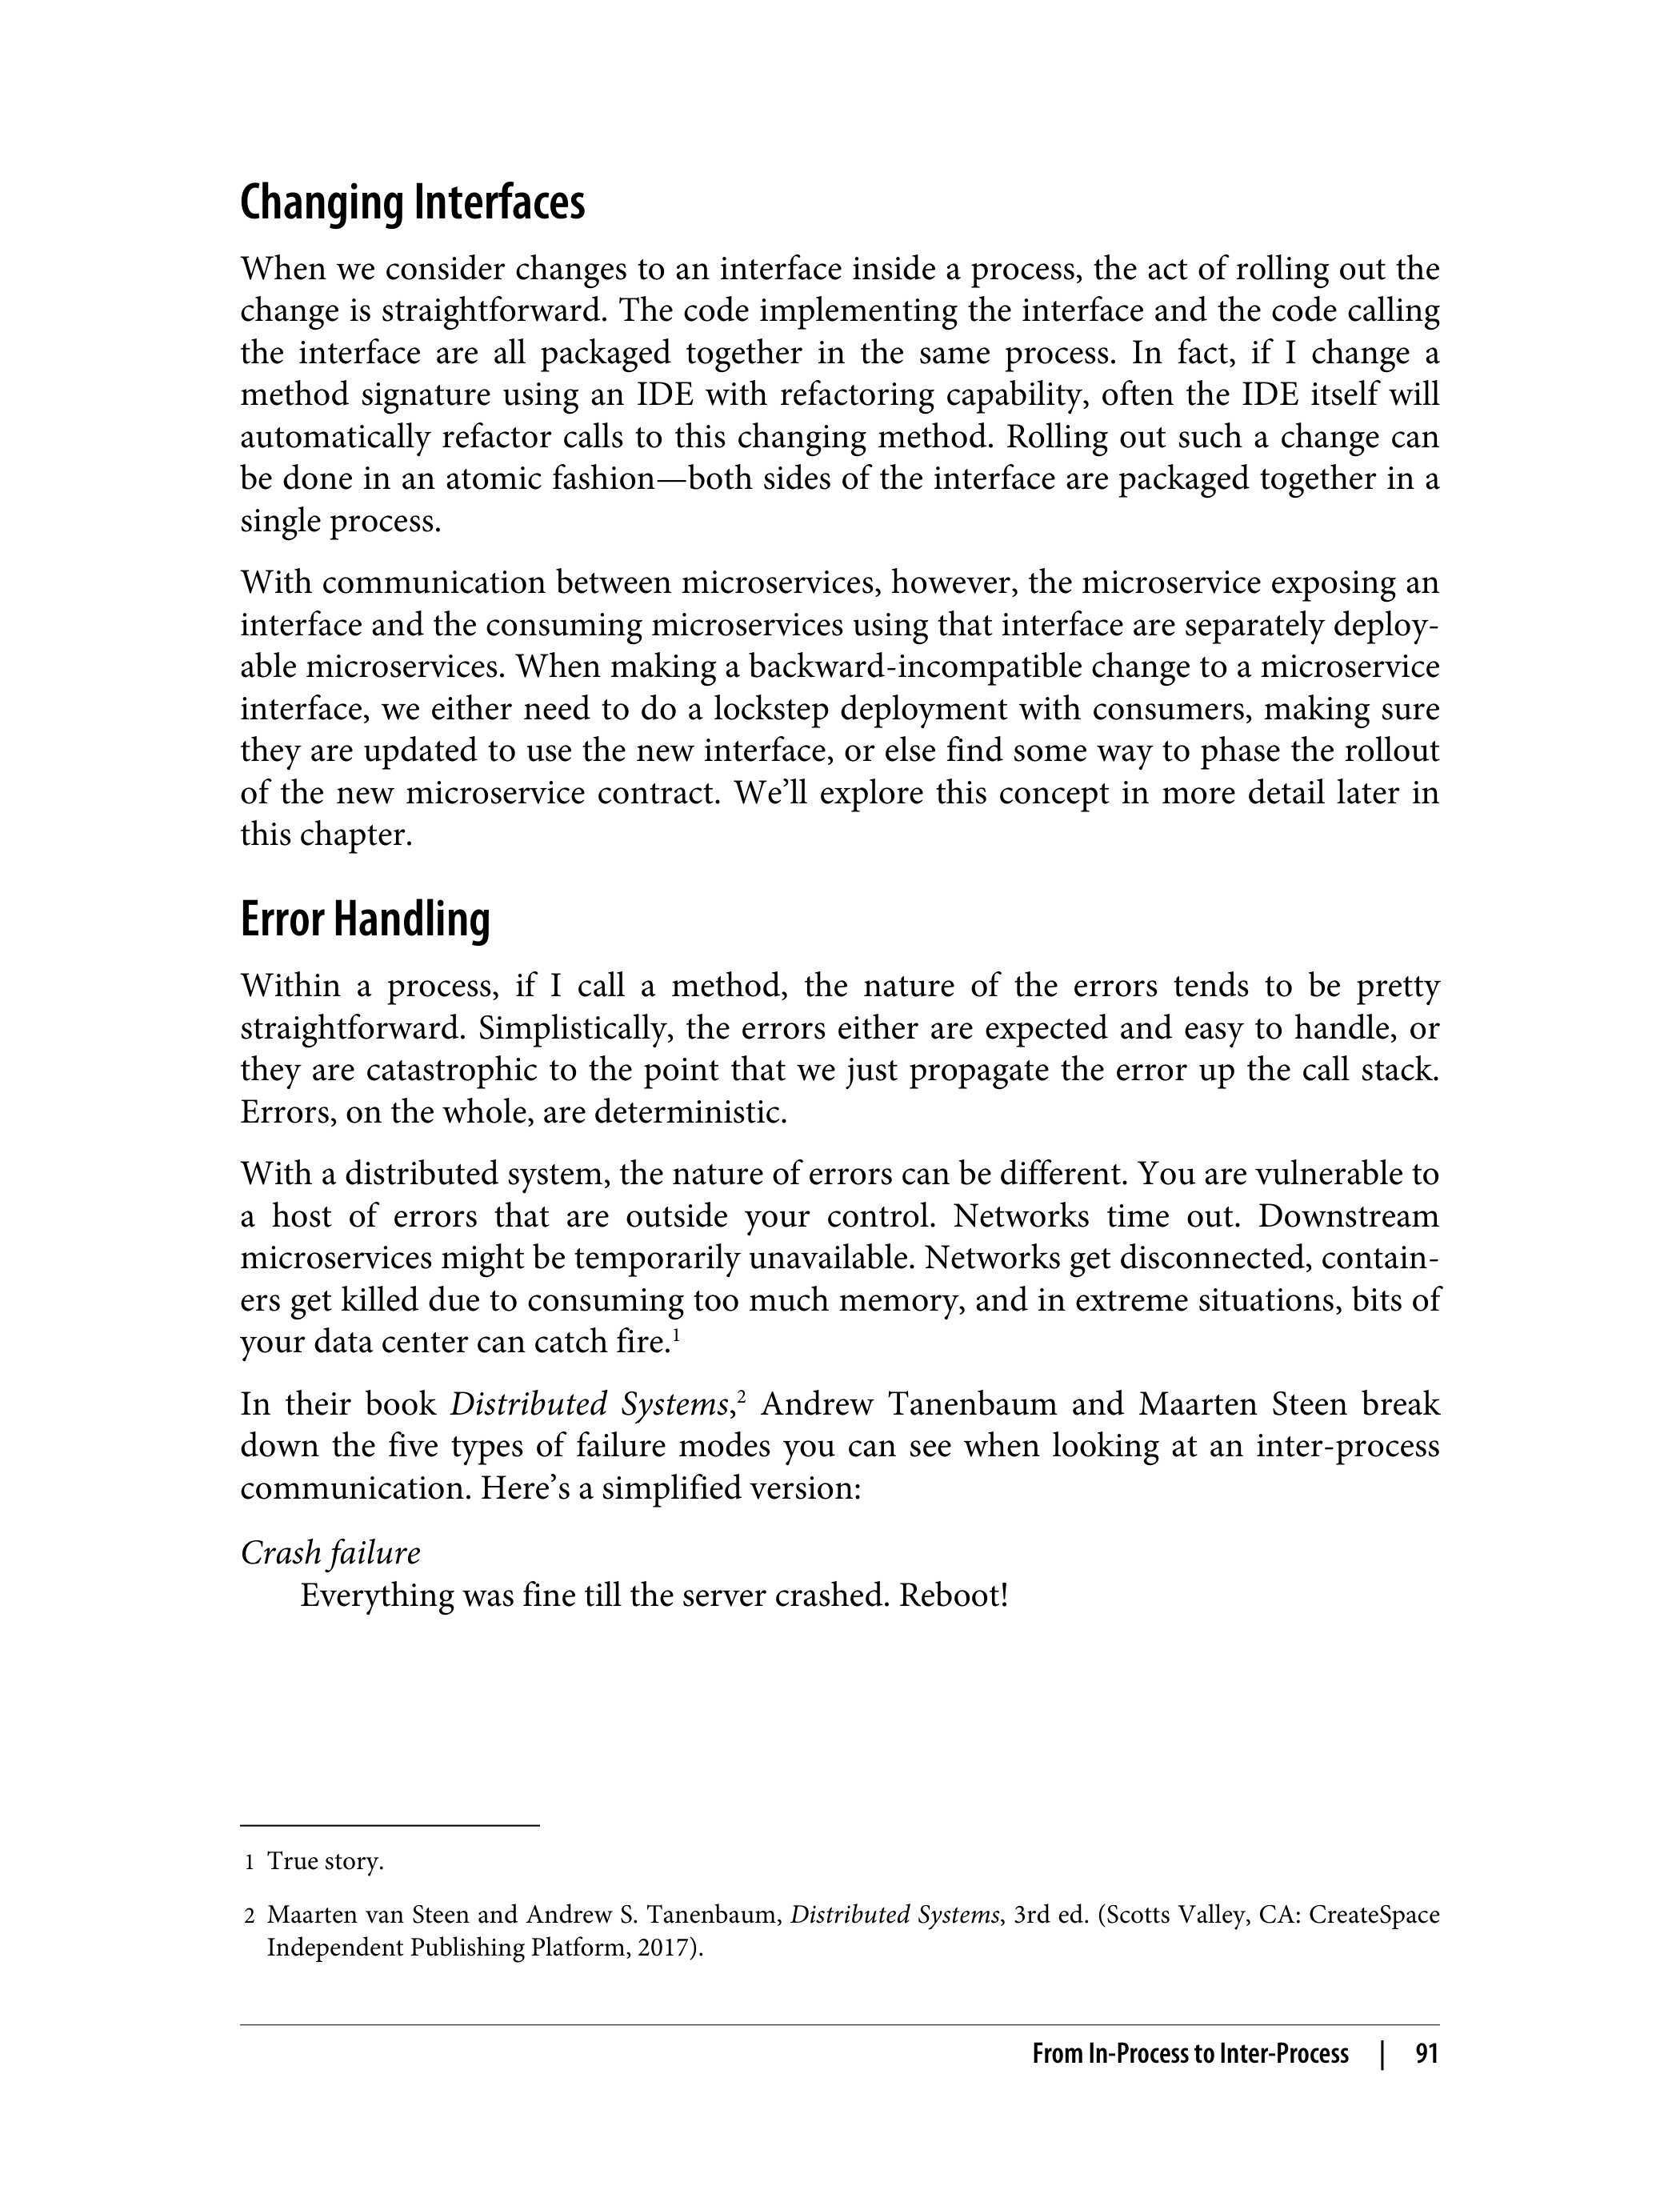 Changing Interfaces
When we consider changes to an interface inside a process, the act of rolling out the
change is straightforward. The code implementing the interface and the code calling
the interface are all packaged together in the same process. In fact, if I change a
method signature using an IDE with refactoring capability, often the IDE itself will
automatically refactor calls to this changing method. Rolling out such a change can
be done in an atomic fashion—both sides of the interface are packaged together in a
single process.
With communication between microservices, however, the microservice exposing an
interface and the consuming microservices using that interface are separately deploy-
able microservices. When making a backward-incompatible change to a microservice
interface, we either need to do a lockstep deployment with consumers, making sure
they are updated to use the new interface, or else find some way to phase the rollout
of the new microservice contract. We’ll explore this concept in more detail later in
this chapter.
Error Handling
Within a process, if I call a method, the nature of the errors tends to be pretty
straightforward. Simplistically, the errors either are expected and easy to handle, or
they are catastrophic to the point that we just propagate the error up the call stack.
Errors, on the whole, are deterministic.
With a distributed system, the nature of errors can be different. You are vulnerable to
a host of errors that are outside your control. Networks time out. Downstream
microservices might be temporarily unavailable. Networks get disconnected, contain-
ers get killed due to consuming too much memory, and in extreme situations, bits of
your data center can catch fire.¹
In their book Distributed Systems,² Andrew Tanenbaum and Maarten Steen break
down the five types of failure modes you can see when looking at an inter-process
communication. Here’s a simplified version:
Crash failure
Everything was fine till the server crashed. Reboot!
1 True story.
2 Maarten van Steen and Andrew S. Tanenbaum, Distributed Systems, 3rd ed. (Scotts Valley, CA: CreateSpace
Independent Publishing Platform, 2017).
From In-Process to Inter-Process | 91